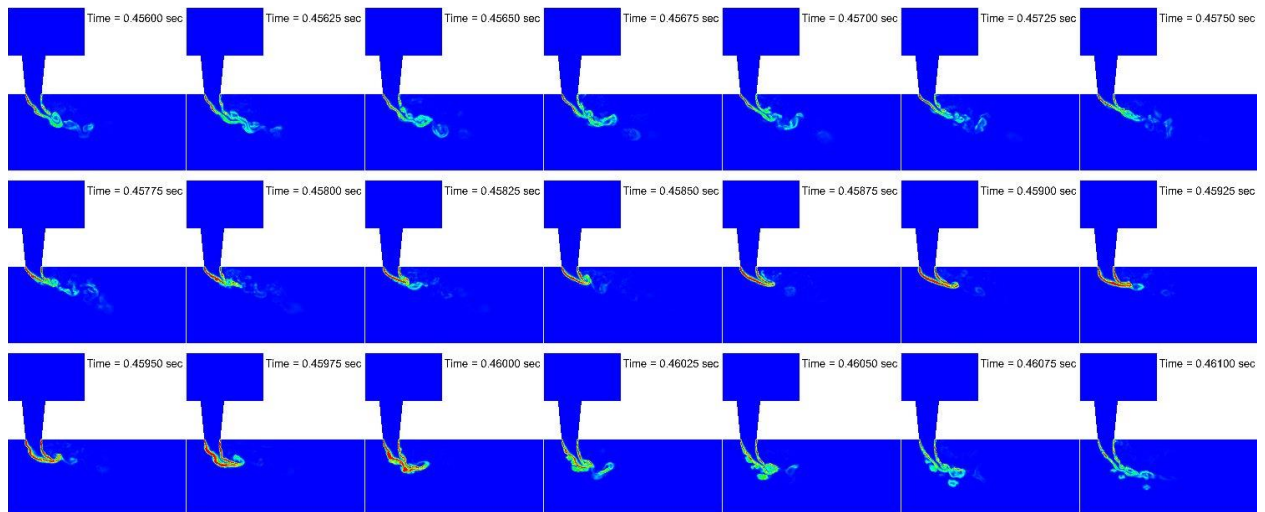 Time = 0.45600 sec
Time = 0.45625 sec
Time = 0.45650 sec
Time = 0.45675 sec
Time = 0.45700 sec
Time = 0.45725 sec
Time = 0.45750 sec
Time = 0.45775 sec
Time = 0.45800 sec
Time = 0.45825 sec
Time = 0.45850 sec
Time = 0.45875 sec
Time = 0.45900 sec
Time = 0.45925 sec
Time = 0.45950 sec
Time = 0.45975 sec
Time = 0.46000 sec
Time = 0.46025 sec
Time = 0.46050 sec
Time = 0.46075 sec
Time = 0.46100 sec